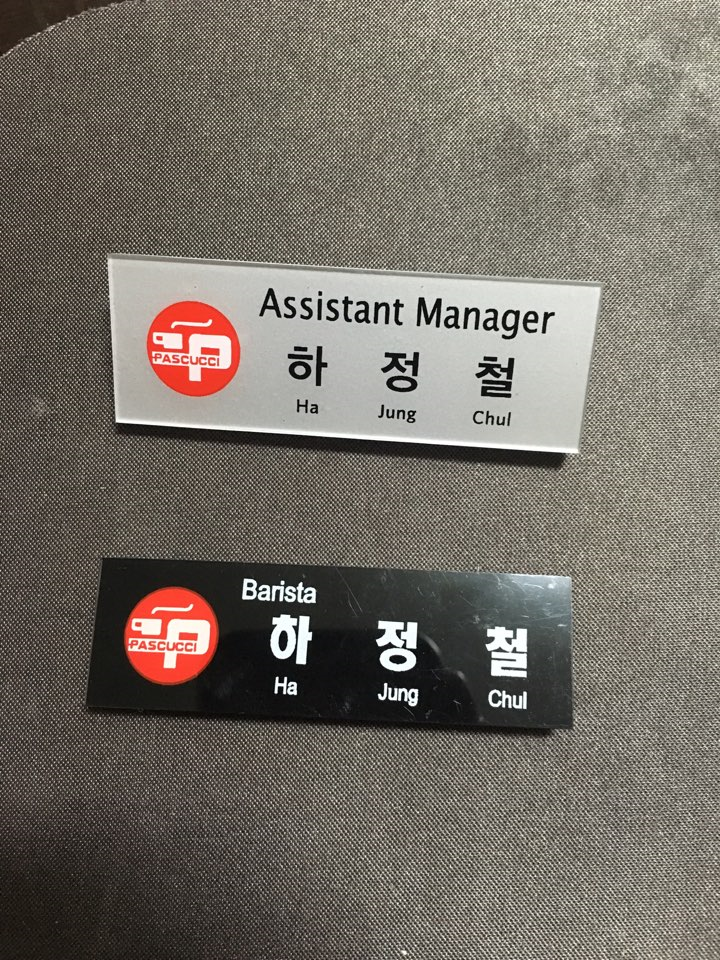 Assistant Manager
PASCUCCI
하 정 철
Ha Jung Chul
Barista
PASCUCCI
하 정 철
Ha Jung Chul